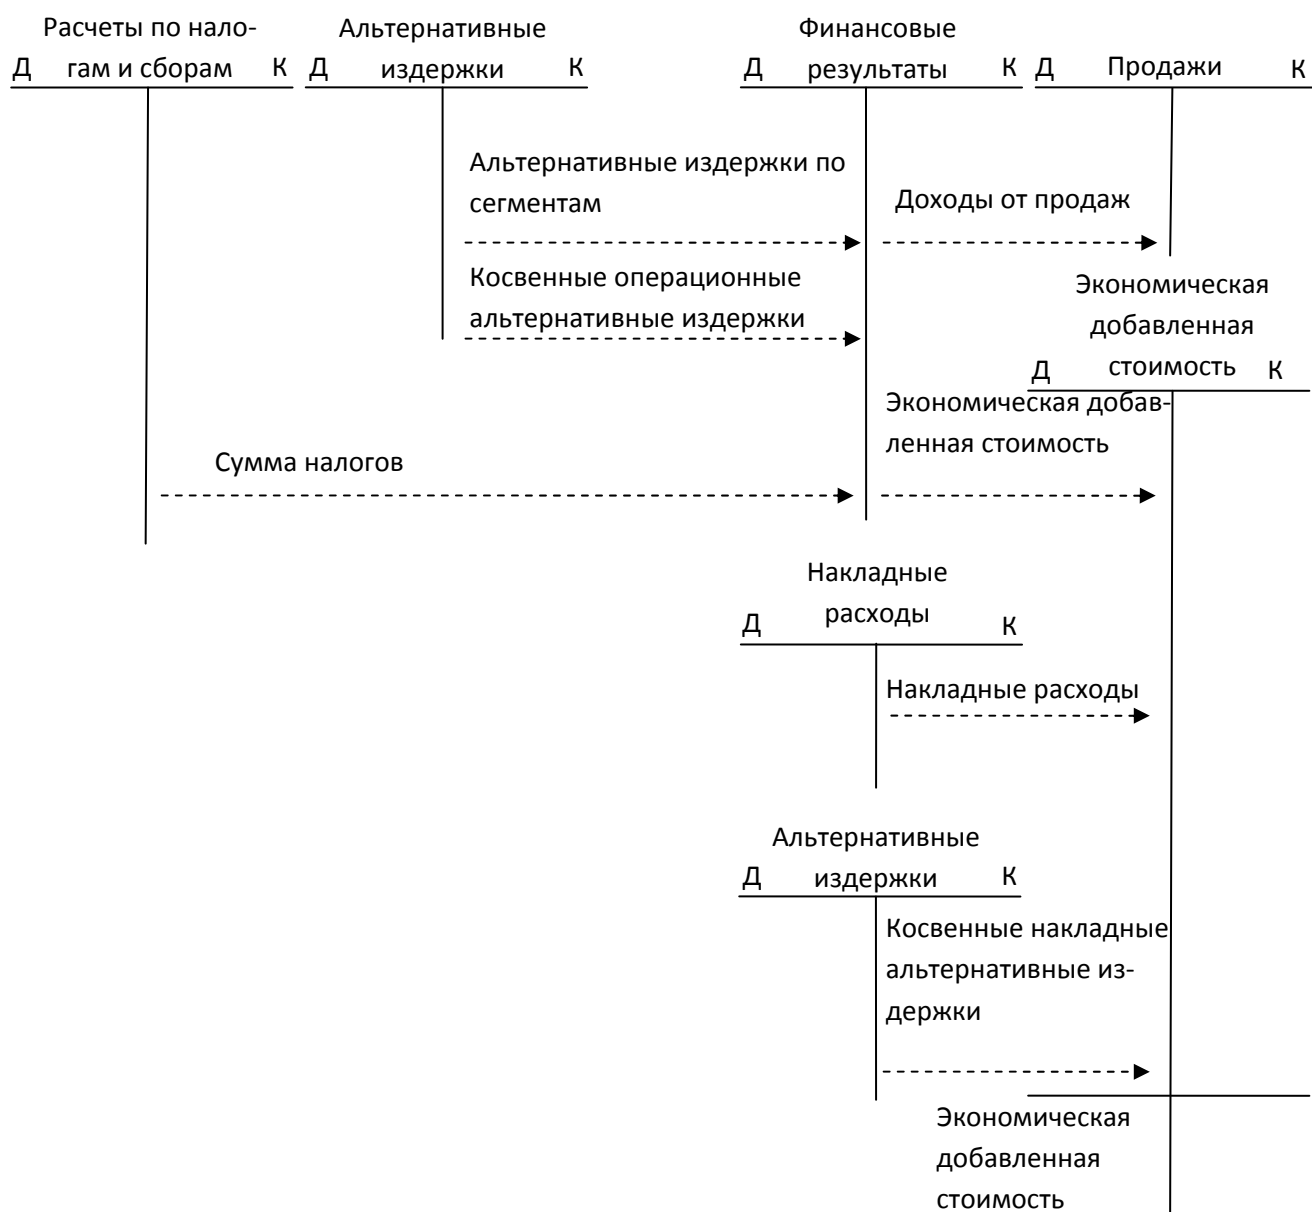 Расчеты по нало-
гам и сборам
Д К
Альтернативные
издержки
Д К
Финансовые
результаты
Д К
Продажи
Д К
Альтернативные издержки по
сегментам
Доходы от продаж
Косвенные операционные
альтернативные издержки
Экономическая
добавленная
стоимость
Д К
Экономическая добав-
ленная стоимость
Сумма налогов
Накладные
расходы
Д К
Накладные расходы
Альтернативные
издержки
Д К
Косвенные накладные
альтернативные из-
держки
Экономическая
добавленная
стоимость